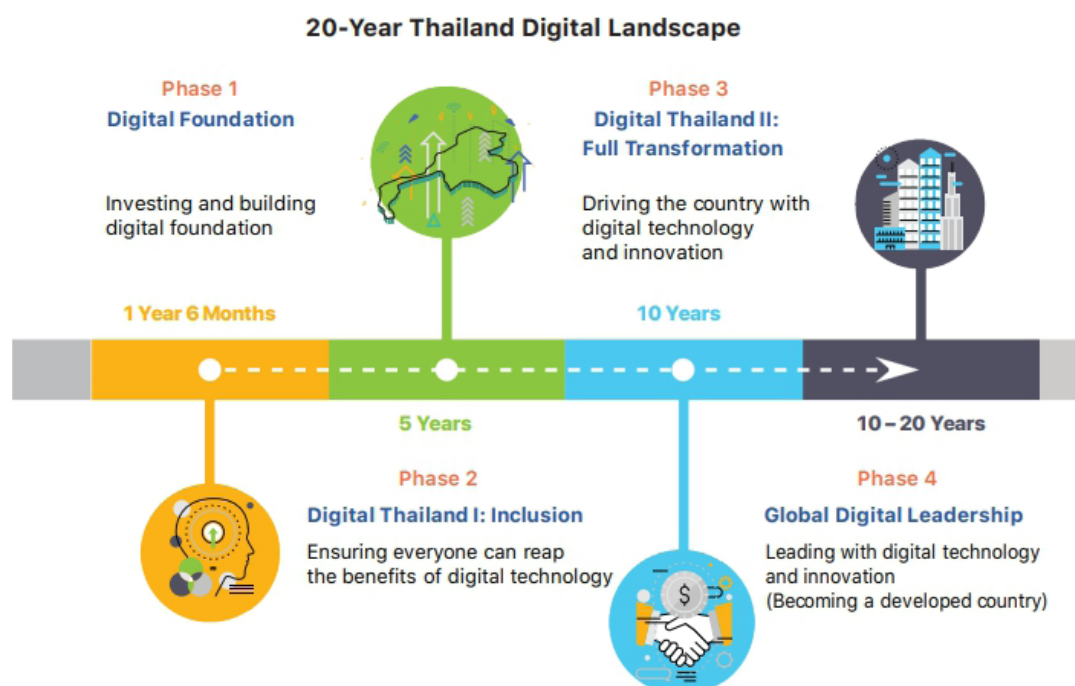 20-Year Thailand Digital Landscape
Phase 1
Digital Foundation
Investing and building
digital foundation
1 Year 6 Months
Phase 2
Digital Thailand I: Inclusion
Ensuring everyone can reap
the benefits of digital technology
5 Years
Phase 3
Digital Thailand II:
Full Transformation
Driving the country with
digital technology
and innovation
10 Years
$
Phase 4
Global Digital Leadership
Leading with digital technology
and innovation
(Becoming a developed country)
10 – 20 Years